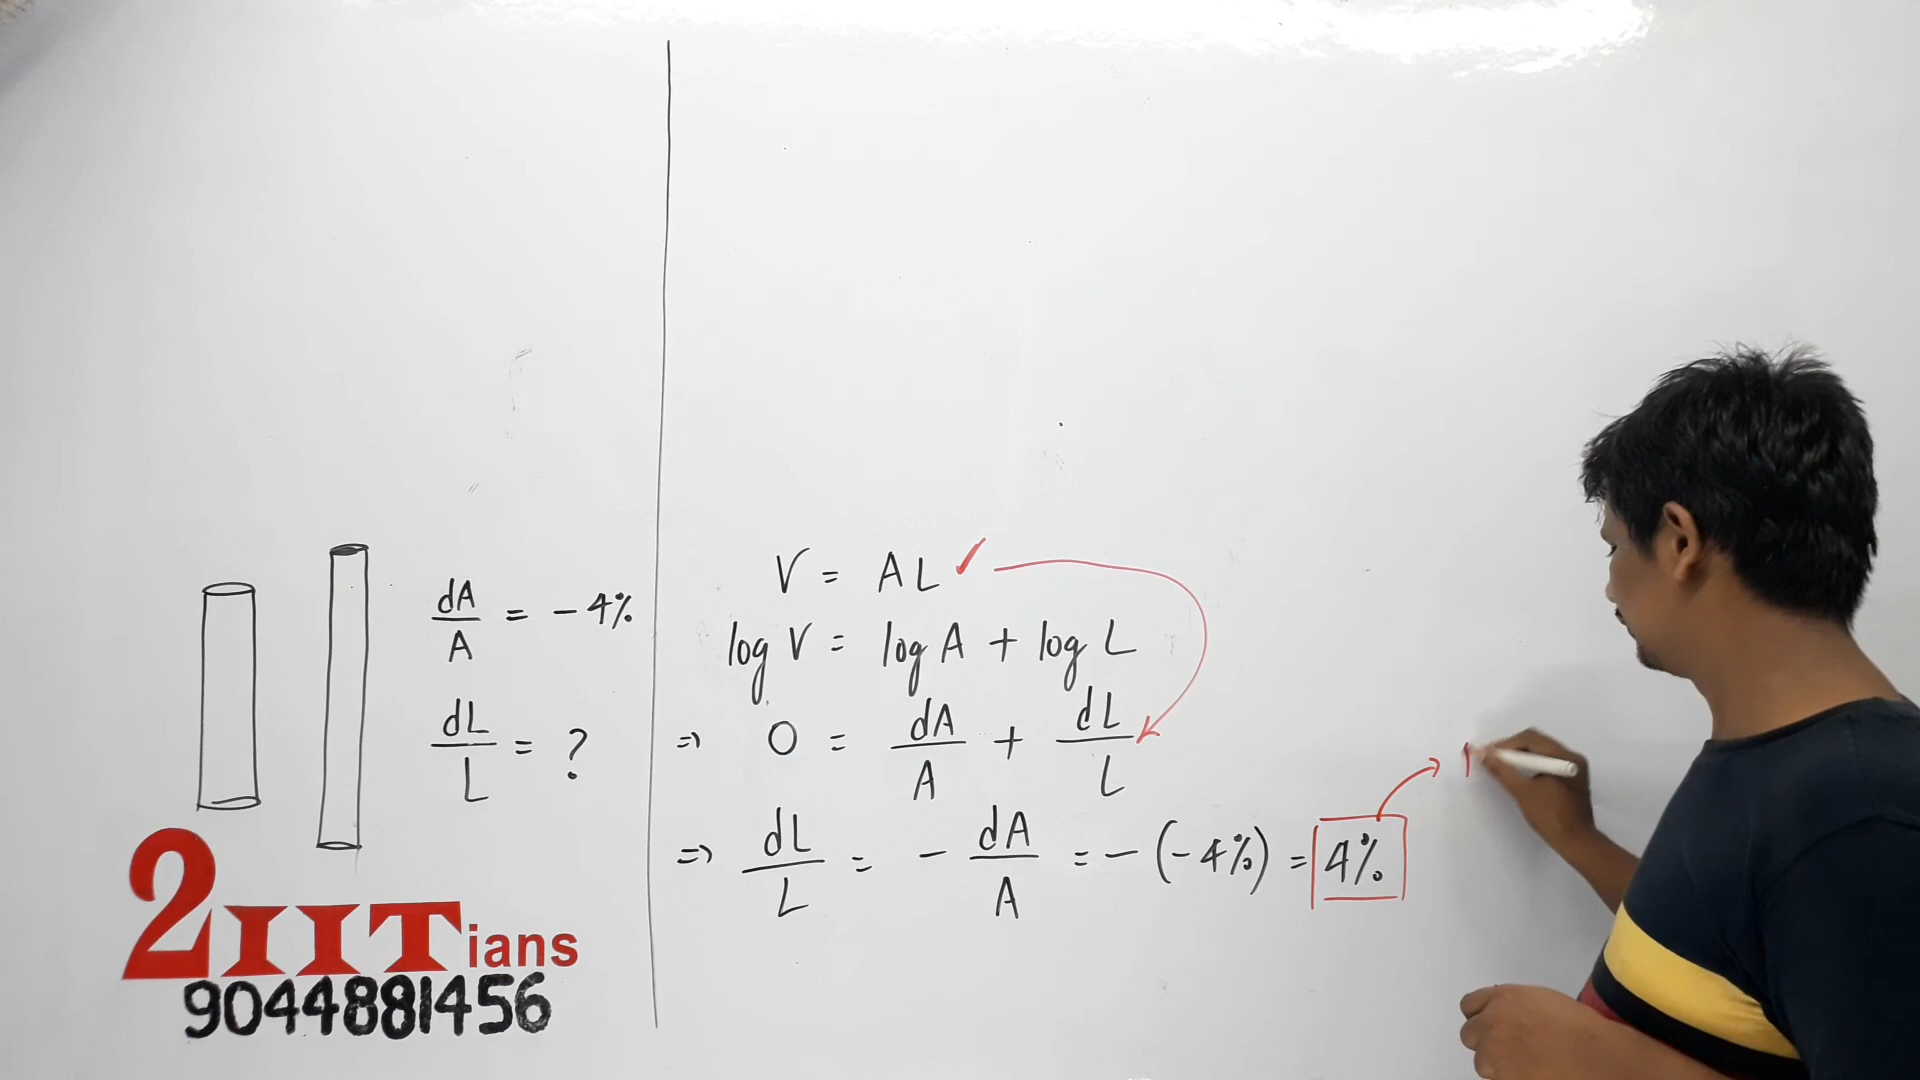 dA/A = - 4%
dL/L = ?
2IITians
9044881456
V = AL ✓
log V = log A + log L
⇒ 0 = dA/A + dL/L
⇒ dL/L = - dA/A = - (-4%) = 4%